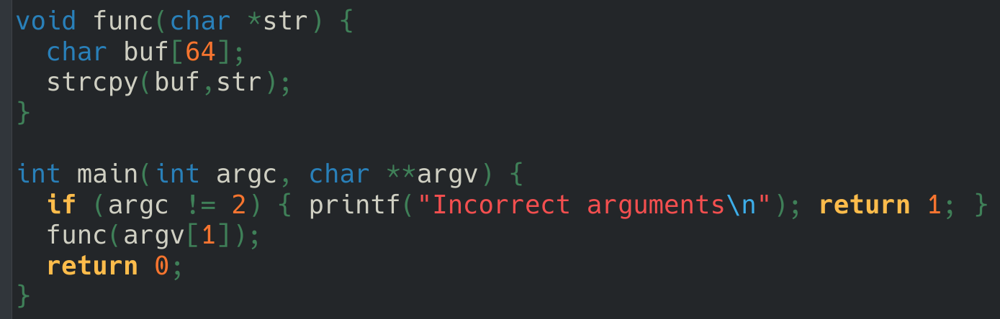 void func(char *str) {
  char buf[64];
  strcpy(buf,str);
}

int main(int argc, char **argv) {
  if (argc != 2) { printf("Incorrect arguments\n"); return 1; }
  func(argv[1]);
  return 0;
}